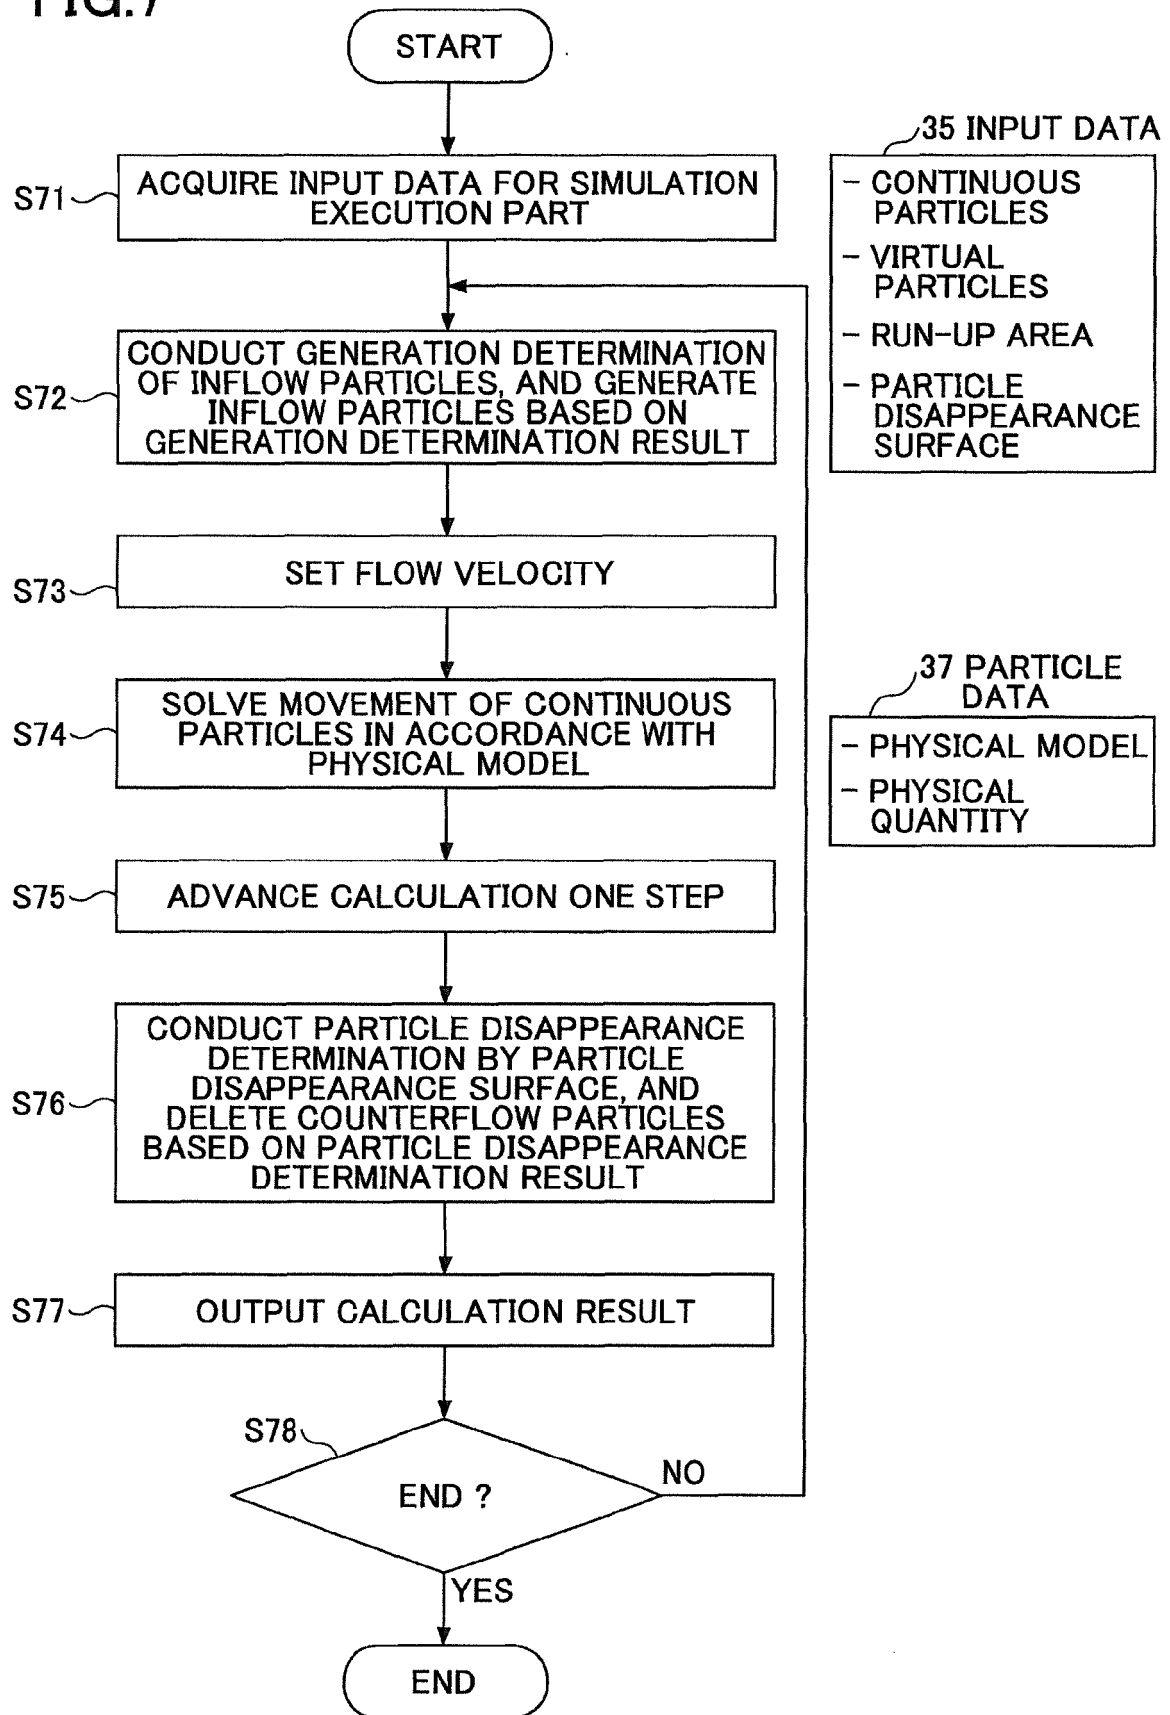 FIG.7
START
35 INPUT DATA
S71
ACQUIRE INPUT DATA FOR SIMULATION
EXECUTION PART
- CONTINUOUS
PARTICLES
- VIRTUAL
PARTICLES
- RUN-UP AREA
- PARTICLE
DISAPPEARANCE
SURFACE
S72
CONDUCT GENERATION DETERMINATION
OF INFLOW PARTICLES, AND GENERATE
INFLOW PARTICLES BASED ON
GENERATION DETERMINATION RESULT
S73
SET FLOW VELOCITY
37 PARTICLE
DATA
- PHYSICAL MODEL
- PHYSICAL
QUANTITY
S74
SOLVE MOVEMENT OF CONTINUOUS
PARTICLES IN ACCORDANCE WITH
PHYSICAL MODEL
S75
ADVANCE CALCULATION ONE STEP
S76
CONDUCT PARTICLE DISAPPEARANCE
DETERMINATION BY PARTICLE
DISAPPEARANCE SURFACE, AND
DELETE COUNTERFLOW PARTICLES
BASED ON PARTICLE DISAPPEARANCE
DETERMINATION RESULT
S77
OUTPUT CALCULATION RESULT
S78
END ?
NO
YES
END